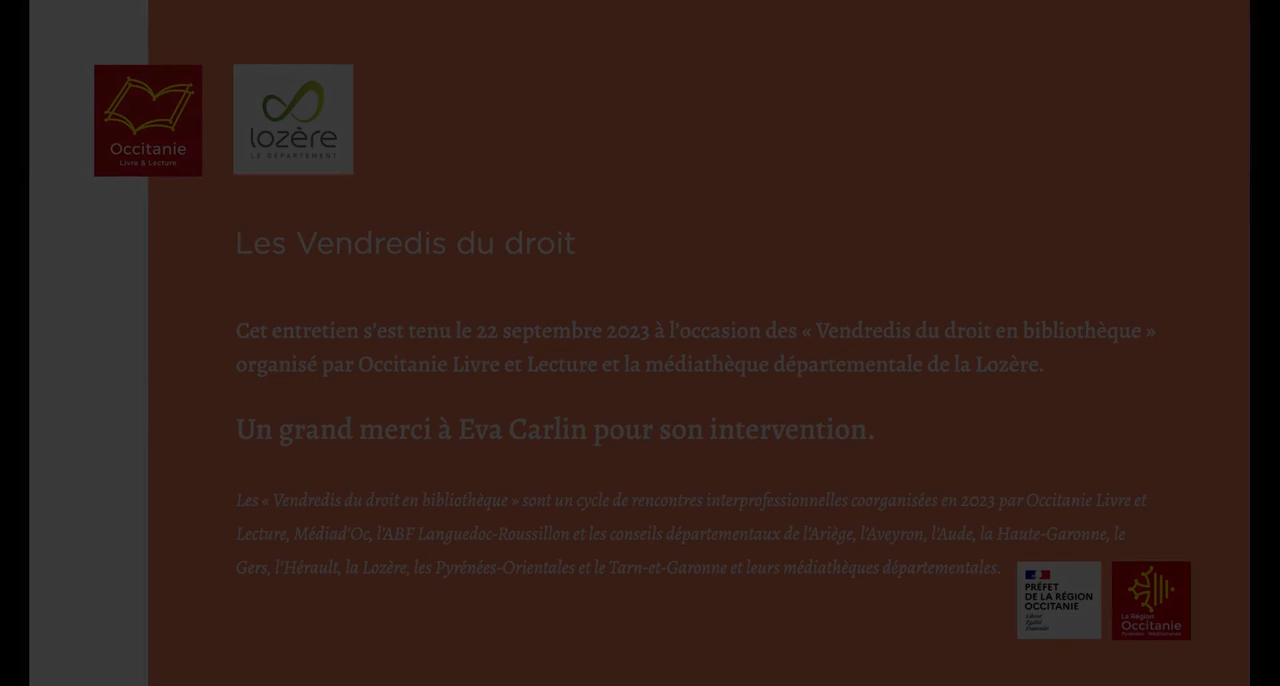 Occitanie
Livre & Lecture
lozère
LE DÉPARTEMENT
Les Vendredis du droit
Cet entretien s'est tenu le 22 septembre 2023 à l'occasion des « Vendredis du droit en bibliothèque »
organisé par Occitanie Livre et Lecture et la médiathèque départementale de la Lozère.
Un grand merci à Eva Carlin pour son intervention.
Les « Vendredis du droit en bibliothèque » sont un cycle de rencontres interprofessionnelles coorganisées en 2023 par Occitanie Livre et
Lecture, Médiad'Oc, l'ABF Languedoc-Roussillon et les conseils départementaux de l'Ariège, l'Aveyron, l'Aude, la Haute-Garonne, le
Gers, l'Hérault, la Lozère, les Pyrénées-Orientales et le Tarn-et-Garonne et leurs médiathèques départementales.
PRÉFET
DE LA RÉGION
OCCITANIE
Liberté
Égalité
Fraternité
La Région
Occitanie
Pyrénées - Méditerranée